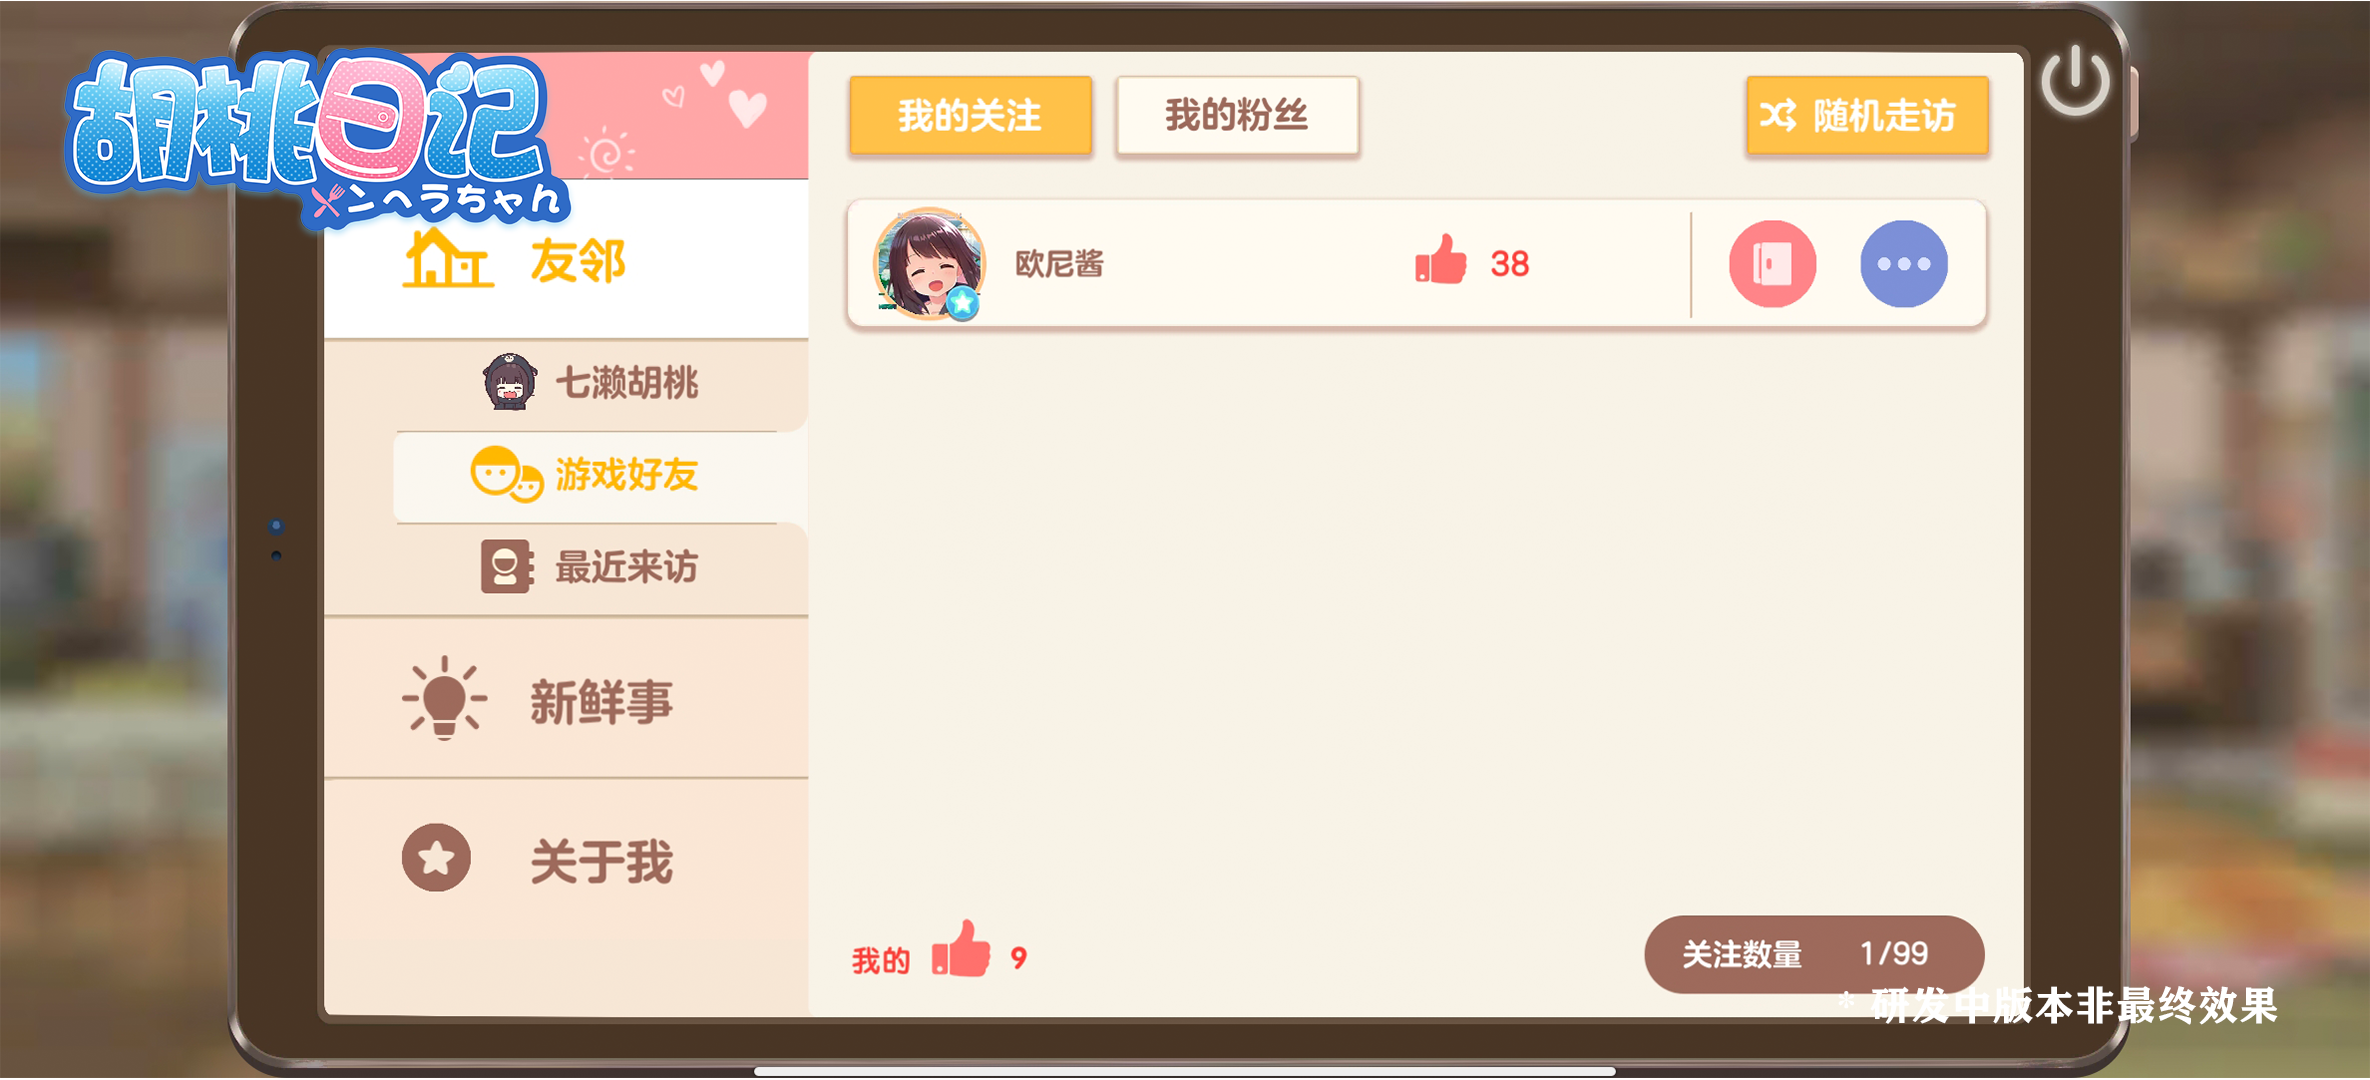 胡桃日记
メンヘラちゃん
我的关注
我的粉丝
随机走访
友邻
欧尼酱
38
七濑胡桃
游戏好友
最近来访
新鲜事
关于我
我的 9
关注数量 1/99
* 研发中版本非最终效果